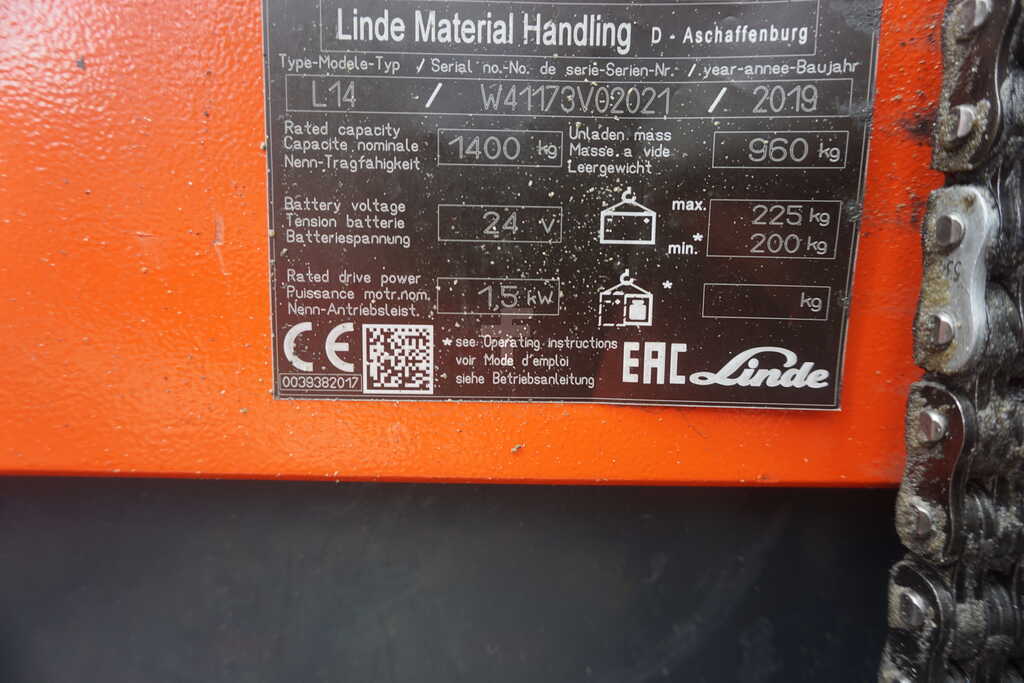 Linde Material Handling D - Aschaffenburg
Type-Modele-Typ / Serial no.-No. de serie-Serien-Nr. / year-annee-Baujahr
L14 / W41173V02021 / 2019
Rated capacity
Capacite nominale
Nenn-Tragfähigkeit
1400 kg
Unladen mass
Masse a vide
Leergewicht
960 kg
Battery voltage
Tension batterie
Batteriespannung
24 V
max. 225 kg
min.* 200 kg
Rated drive power
Puissance motr.nom.
Nenn-Antriebsleist.
1,5 kW
* kg
CE
0039382017
* see Operating instructions
voir Mode d'emploi
siehe Betriebsanleitung
EAC Linde